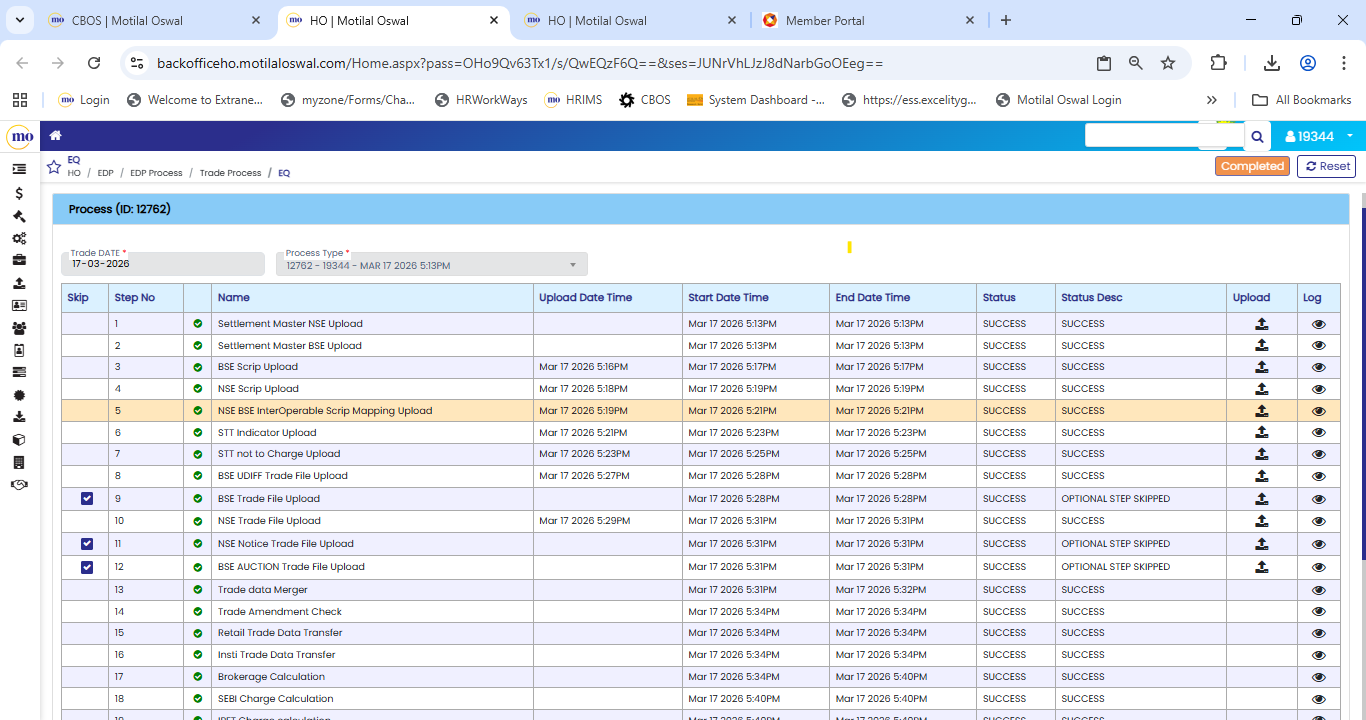 CBOS | Motilal Oswal
HO | Motilal Oswal
HO | Motilal Oswal
Member Portal
backofficeho.motilaloswal.com/Home.aspx?pass=OHo9Qv63Tx1/s/QwEQzF6Q==&ses=JUNrVhLJzJ8dNarbGoOEeg==
Login
Welcome to Extrane...
myzone/Forms/Cha...
HRWorkWays
HRIMS
CBOS
System Dashboard -...
https://ess.excelityg...
Motilal Oswal Login
All Bookmarks
mo
19344
EQ
HO / EDP / EDP Process / Trade Process / EQ
Completed
Reset
Process (ID: 12762)
Trade DATE *
17-03-2026
Process Type *
12762 - 19344 - MAR 17 2026 5:13PM
Skip Step No Name Upload Date Time Start Date Time End Date Time Status Status Desc Upload Log
1 Settlement Master NSE Upload Mar 17 2026 5:13PM Mar 17 2026 5:13PM SUCCESS SUCCESS
2 Settlement Master BSE Upload Mar 17 2026 5:13PM Mar 17 2026 5:13PM SUCCESS SUCCESS
3 BSE Scrip Upload Mar 17 2026 5:16PM Mar 17 2026 5:17PM Mar 17 2026 5:17PM SUCCESS SUCCESS
4 NSE Scrip Upload Mar 17 2026 5:18PM Mar 17 2026 5:19PM Mar 17 2026 5:19PM SUCCESS SUCCESS
5 NSE BSE InterOperable Scrip Mapping Upload Mar 17 2026 5:19PM Mar 17 2026 5:21PM Mar 17 2026 5:21PM SUCCESS SUCCESS
6 STT Indicator Upload Mar 17 2026 5:21PM Mar 17 2026 5:23PM Mar 17 2026 5:23PM SUCCESS SUCCESS
7 STT not to Charge Upload Mar 17 2026 5:23PM Mar 17 2026 5:25PM Mar 17 2026 5:25PM SUCCESS SUCCESS
8 BSE UDIFF Trade File Upload Mar 17 2026 5:27PM Mar 17 2026 5:28PM Mar 17 2026 5:28PM SUCCESS SUCCESS
9 BSE Trade File Upload Mar 17 2026 5:28PM Mar 17 2026 5:28PM SUCCESS OPTIONAL STEP SKIPPED
10 NSE Trade File Upload Mar 17 2026 5:29PM Mar 17 2026 5:31PM Mar 17 2026 5:31PM SUCCESS SUCCESS
11 NSE Notice Trade File Upload Mar 17 2026 5:31PM Mar 17 2026 5:31PM SUCCESS OPTIONAL STEP SKIPPED
12 BSE AUCTION Trade File Upload Mar 17 2026 5:31PM Mar 17 2026 5:31PM SUCCESS OPTIONAL STEP SKIPPED
13 Trade data Merger Mar 17 2026 5:31PM Mar 17 2026 5:32PM SUCCESS SUCCESS
14 Trade Amendment Check Mar 17 2026 5:34PM Mar 17 2026 5:34PM SUCCESS SUCCESS
15 Retail Trade Data Transfer Mar 17 2026 5:34PM Mar 17 2026 5:34PM SUCCESS SUCCESS
16 Insti Trade Data Transfer Mar 17 2026 5:34PM Mar 17 2026 5:34PM SUCCESS SUCCESS
17 Brokerage Calculation Mar 17 2026 5:34PM Mar 17 2026 5:40PM SUCCESS SUCCESS
18 SEBI Charge Calculation Mar 17 2026 5:40PM Mar 17 2026 5:40PM SUCCESS SUCCESS